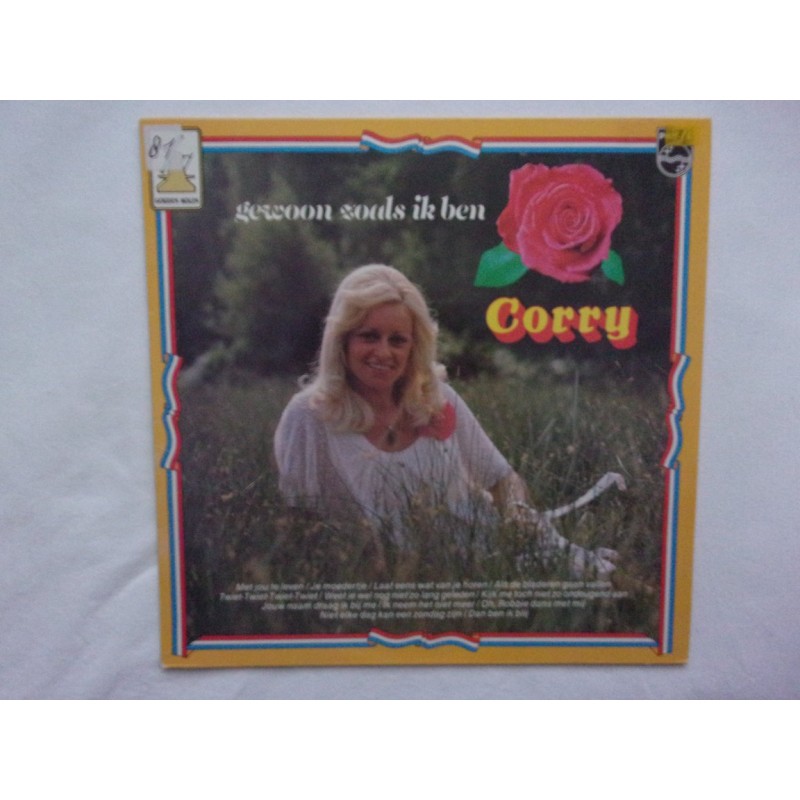 81
gewoon zoals ik ben
Corry
Met jou te leven / Je moedertje / Laat eens wat van je horen / Als de bladeren gaan vallen
Twist-Twist-Twist-Twist / Weet je wel nog niet zo lang geleden / Kijk me toch niet zo ondeugend aan
Jouw naam draag ik bij me / Ik neem het niet meer / Oh, Robbie dans met mij
Niet elke dag kan een zondag zijn / Dan ben ik blij